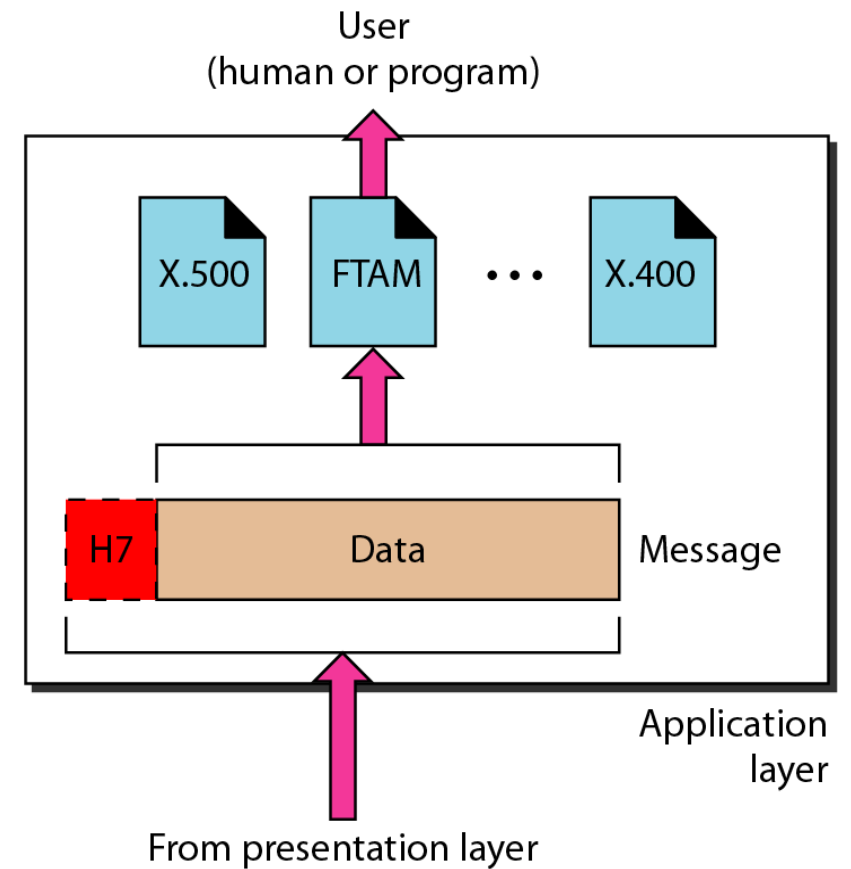 User
(human or program)
X.500
FTAM
...
X.400
H7
Data
Message
Application
layer
From presentation layer